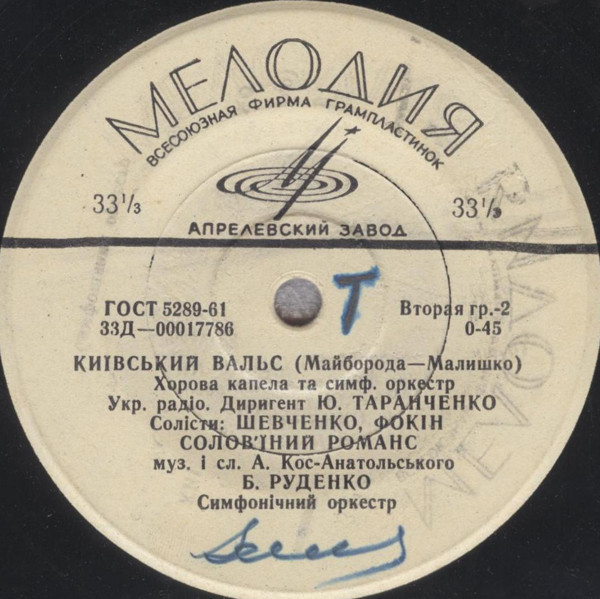 МЕЛОДИЯ
ВСЕСОЮЗНАЯ ФИРМА ГРАМПЛАСТИНОК
33⅓ 33⅓
АПРЕЛЕВСКИЙ ЗАВОД
ГОСТ 5289-61 Вторая гр.-2
33Д—00017786 0-45
Т
КИЇВСЬКИЙ ВАЛЬС (Майборода—Малишко)
Хорова капела та симф. оркестр
Укр. радіо. Диригент Ю. ТАРАНЧЕНКО
Солісти: ШЕВЧЕНКО, ФОКІН
СОЛОВ'ЇНИЙ РОМАНС
муз. і сл. А. Кос-Анатольського
Б. РУДЕНКО
Симфонічний оркестр